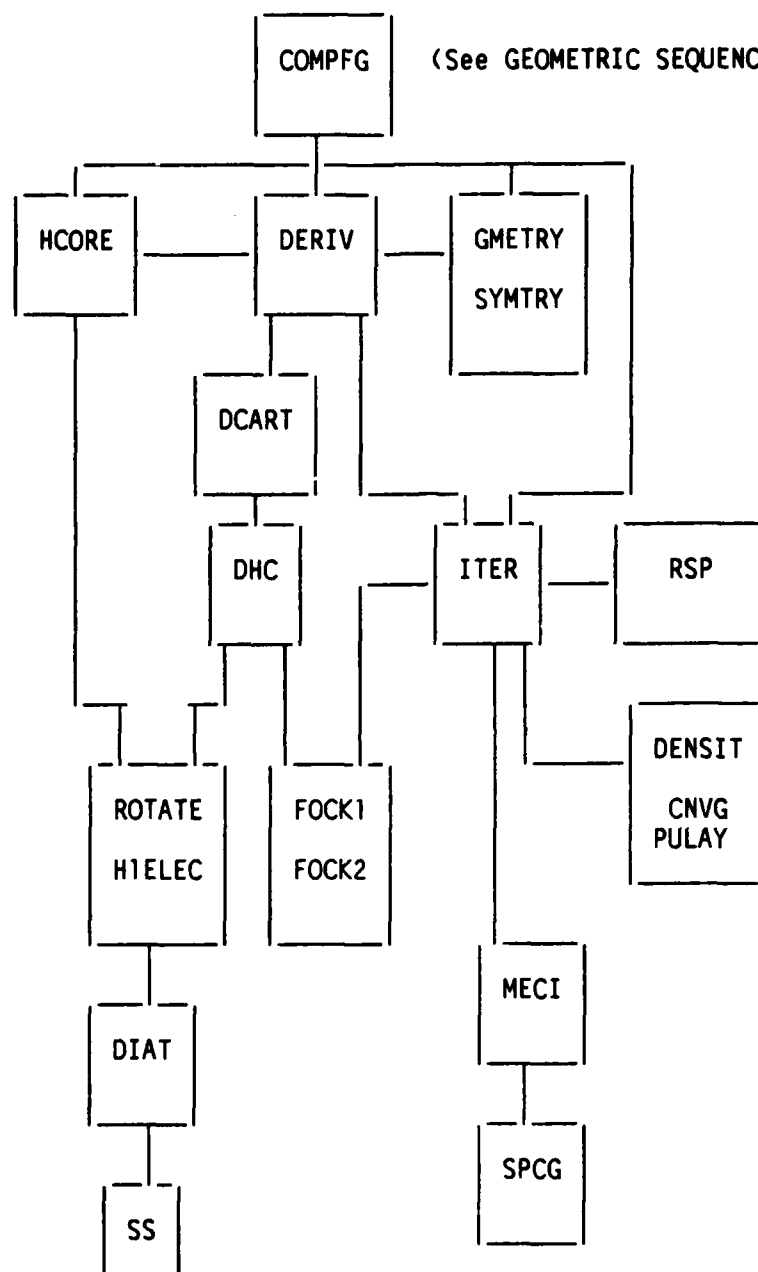 COMPFG (See GEOMETRIC SEQUENC
HCORE DERIV GMETRY
SYMTRY
DCART
DHC ITER RSP
DENSIT
ROTATE FOCK1 CNVG
PULAY
H1ELEC FOCK2
MECI
DIAT
SPCG
SS